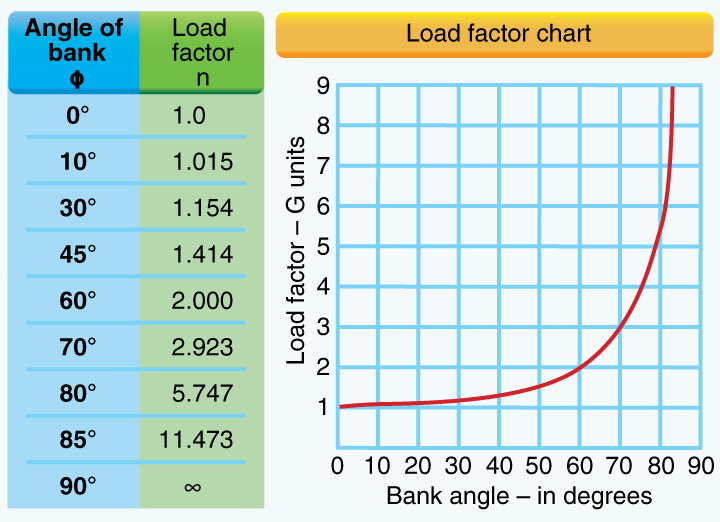 Angle of
bank
ϕ
Load
factor
n
0° 1.0
10° 1.015
30° 1.154
45° 1.414
60° 2.000
70° 2.923
80° 5.747
85° 11.473
90° ∞
Load factor chart
Load factor – G units
9
8
7
6
5
4
3
2
1
0 10 20 30 40 50 60 70 80 90
Bank angle – in degrees